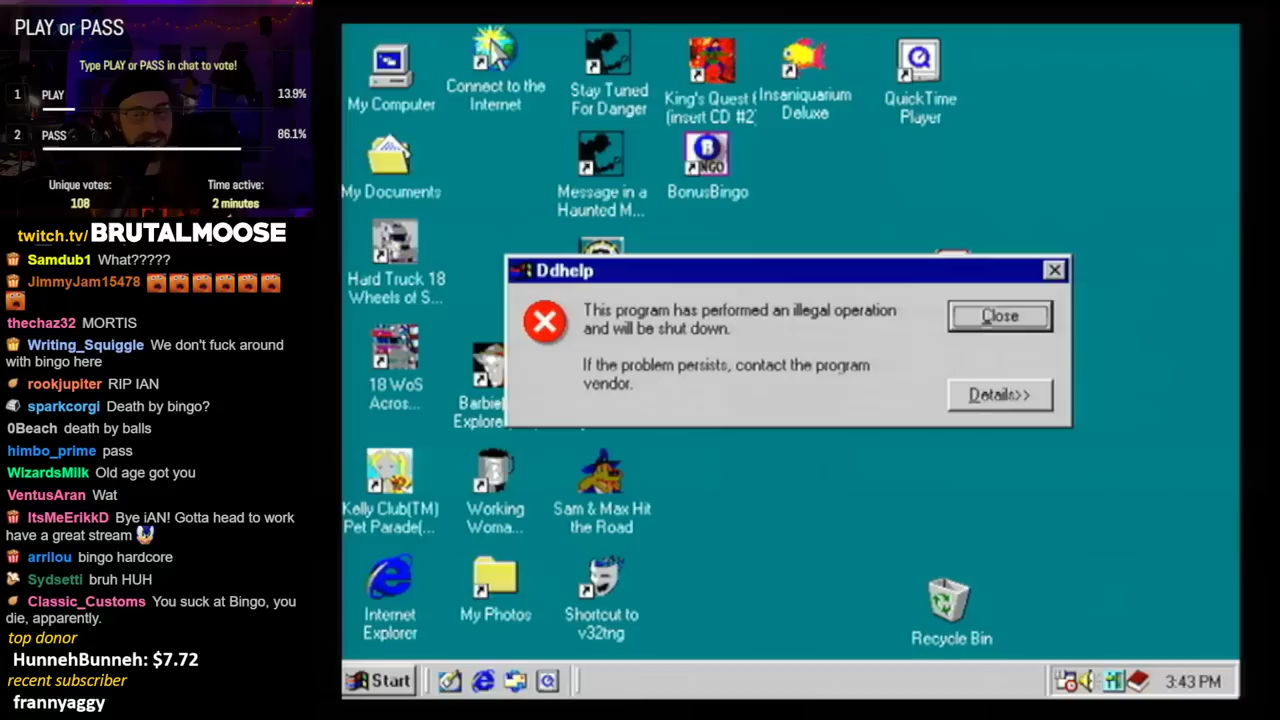 PLAY or PASS
Type PLAY or PASS in chat to vote!
1 PLAY 13.9%
2 PASS 86.1%
Unique votes: Time active:
108 2 minutes
twitch.tv/BRUTALMOOSE
Samdub1 What?????
JimmyJam15478
thechaz32 MORTIS
Writing_Squiggle We don't fuck around
with bingo here
rookjupiter RIP IAN
sparkcorgi Death by bingo?
0Beach death by balls
himbo_prime pass
WizardsMilk Old age got you
VentusAran Wat
ItsMeErikkD Bye iAN! Gotta head to work
have a great stream
arrilou bingo hardcore
Sydsetti bruh HUH
Classic_Customs You suck at Bingo, you
die, apparently.
top donor
HunnehBunneh: $7.72
recent subscriber
frannyaggy
My Computer
Connect to the
Internet
Stay Tuned
For Danger
King's Quest
(insert CD #2)
Insaniquarium
Deluxe
QuickTime
Player
My Documents
Message in a
Haunted M...
B
NGO
BonusBingo
Hard Truck 18
Wheels of S...
Ddhelp
This program has performed an illegal operation
and will be shut down.
If the problem persists, contact the program
vendor.
Close
Details>>
18 WoS
Acros...
Barbie
Explorer
Kelly Club(TM)
Pet Parade(...
Working
Woma...
Sam & Max Hit
the Road
Internet
Explorer
My Photos
Shortcut to
v32tng
Recycle Bin
Start
3:43 PM